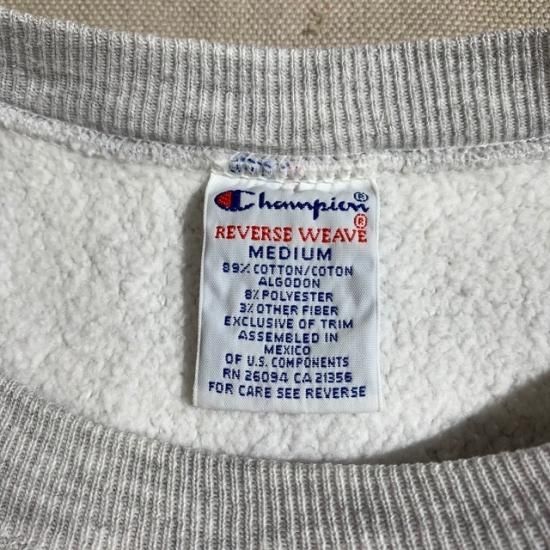 Champion®
REVERSE WEAVE®
MEDIUM
89% COTTON/COTON
ALGODON
8% POLYESTER
3% OTHER FIBER
EXCLUSIVE OF TRIM
ASSEMBLED IN
MEXICO
OF U.S. COMPONENTS
RN 26094 CA 21356
FOR CARE SEE REVERSE